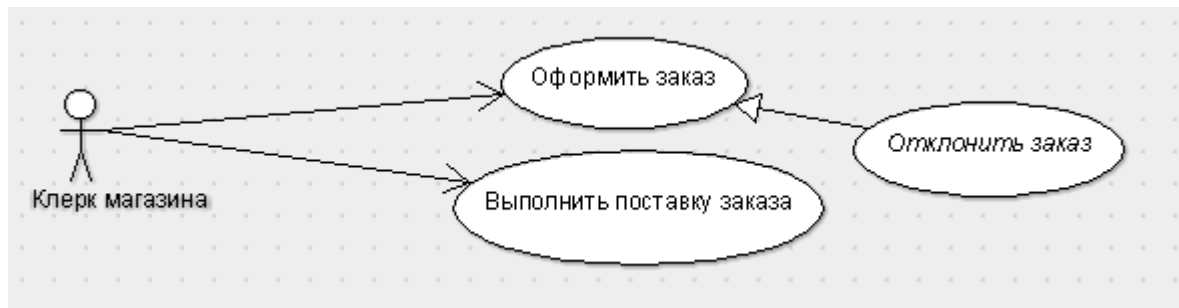 Оформить заказ
Отклонить заказ
Клерк магазина
Выполнить поставку заказа